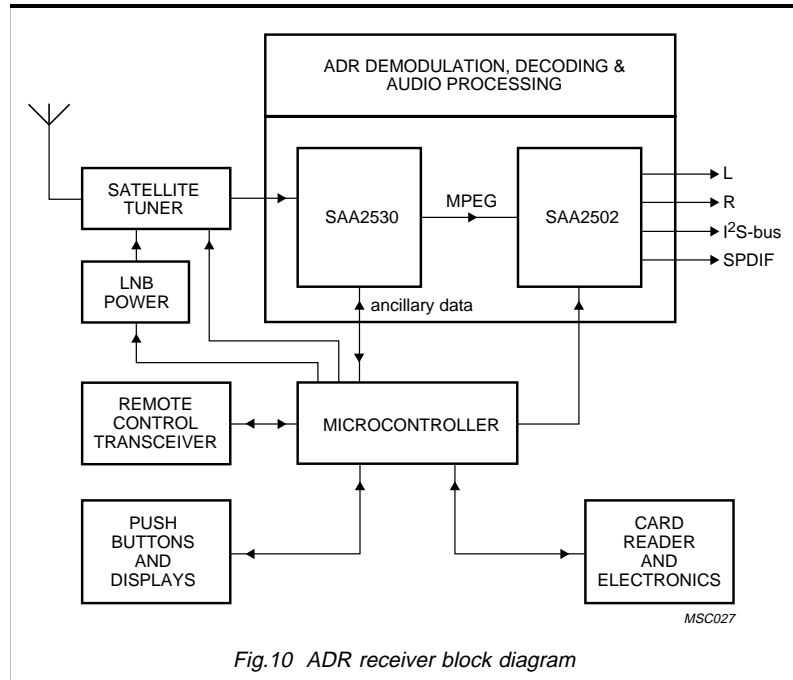 ADR DEMODULATION, DECODING &
AUDIO PROCESSING
SATELLITE
TUNER
SAA2530
MPEG
SAA2502
L
R
I²S-bus
SPDIF
LNB
POWER
ancillary data
REMOTE
CONTROL
TRANSCEIVER
MICROCONTROLLER
PUSH
BUTTONS
AND
DISPLAYS
CARD
READER
AND
ELECTRONICS
MSC027
Fig.10 ADR receiver block diagram